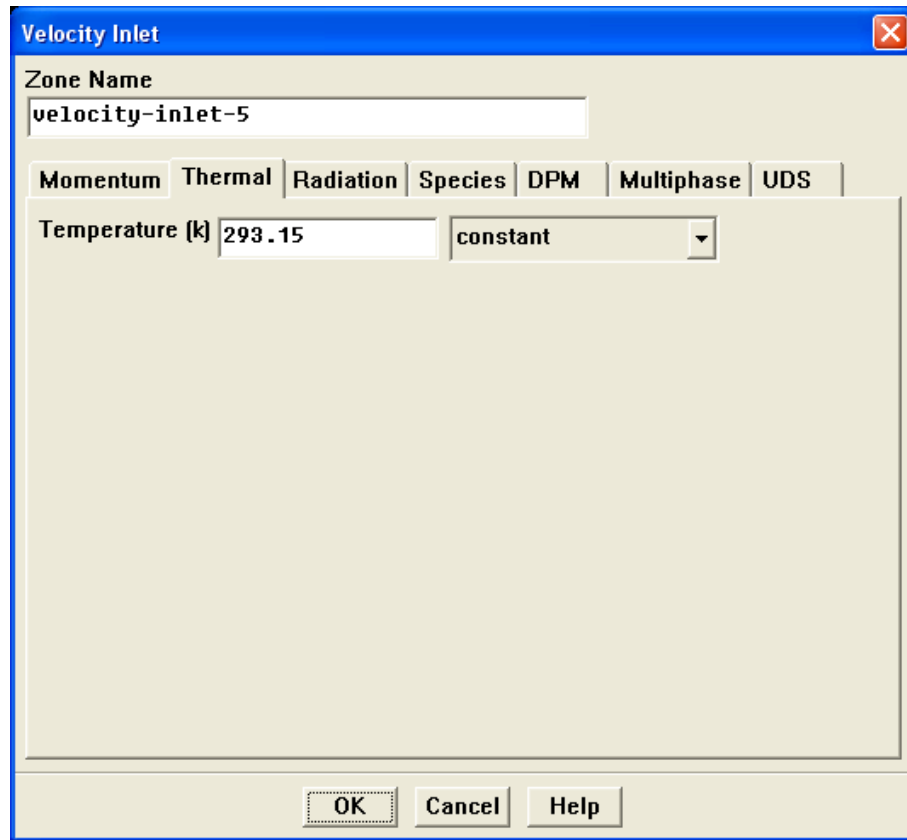 Velocity Inlet
Zone Name
velocity-inlet-5
Momentum Thermal Radiation Species DPM Multiphase UDS
Temperature (k) 293.15 constant
OK Cancel Help